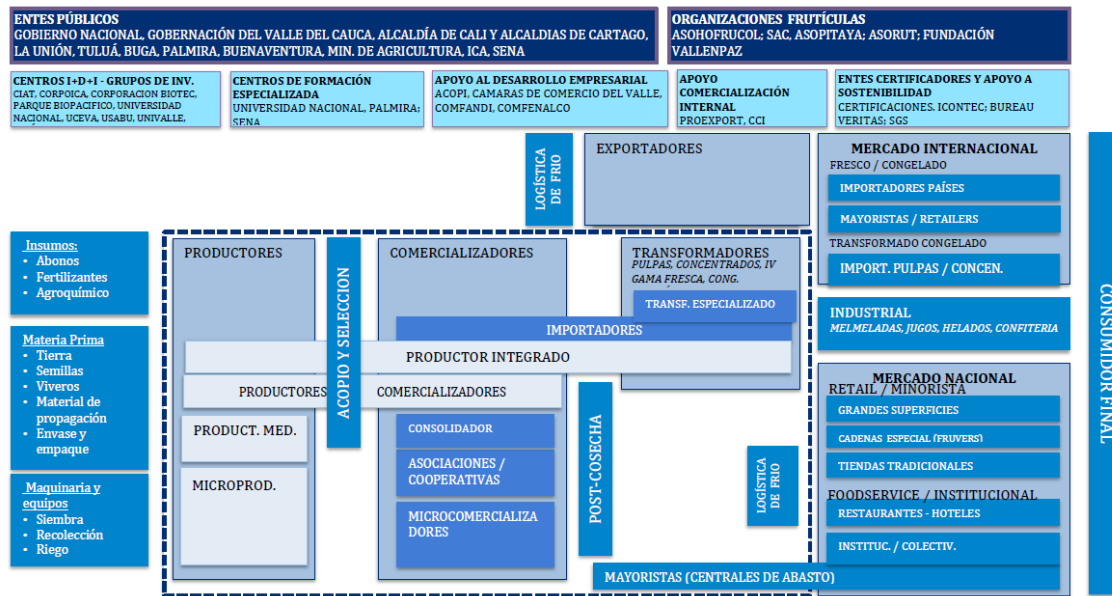 ENTES PÚBLICOS
GOBIERNO NACIONAL, GOBERNACIÓN DEL VALLE DEL CAUCA, ALCALDÍA DE CALI Y ALCALDIAS DE CARTAGO,
LA UNIÓN, TULUÁ, BUGA, PALMIRA, BUENAVENTURA, MIN. DE AGRICULTURA, ICA, SENA
ORGANIZACIONES FRUTÍCULAS
ASOHOFRUCOL; SAC, ASOPITAYA; ASORUT; FUNDACIÓN
VALLENPAZ
CENTROS I+D+I - GRUPOS DE INV.
CIAT, CORPOICA, CORPORACION BIOTEC,
PARQUE BIOPACIFICO, UNIVERSIDAD
NACIONAL, UCEVA, USABU, UNIVALLE,
CENTROS DE FORMACIÓN
ESPECIALIZADA
UNIVERSIDAD NACIONAL, PALMIRA;
SENA
APOYO AL DESARROLLO EMPRESARIAL
ACOPI, CAMARAS DE COMERCIO DEL VALLE,
COMFANDI, COMFENALCO
APOYO
COMERCIALIZACIÓN
INTERNAL
PROEXPORT, CCI
ENTES CERTIFICADORES Y APOYO A
SOSTENIBILIDAD
CERTIFICACIONES. ICONTEC; BUREAU
VERITAS; SGS
LOGÍSTICA
DE FRIO
EXPORTADORES
MERCADO INTERNACIONAL
FRESCO / CONGELADO
IMPORTADORES PAÍSES
MAYORISTAS / RETAILERS
TRANSFORMADO CONGELADO
IMPORT. PULPAS / CONCEN.
Insumos:
• Abonos
• Fertilizantes
• Agroquímico
Materia Prima
• Tierra
• Semillas
• Viveros
• Material de
propagación
• Envase y
empaque
Maquinaria y
equipos
• Siembra
• Recolección
• Riego
PRODUCTORES
ACOPIO Y SELECCION
COMERCIALIZADORES
TRANSFORMADORES
PULPAS, CONCENTRADOS, IV
GAMA FRESCA, CONG.
TRANSF. ESPECIALIZADO
IMPORTADORES
PRODUCTOR INTEGRADO
PRODUCTORES
COMERCIALIZADORES
PRODUCT. MED.
MICROPROD.
CONSOLIDADOR
ASOCIACIONES /
COOPERATIVAS
MICROCOMERCIALIZA
DORES
POST-COSECHA
LOGÍSTICA
DE FRIO
INDUSTRIAL
MELMELADAS, JUGOS, HELADOS, CONFITERIA
MERCADO NACIONAL
RETAIL / MINORISTA
GRANDES SUPERFICIES
CADENAS ESPECIAL (FRUVERS)
TIENDAS TRADICIONALES
FOODSERVICE / INSTITUCIONAL
RESTAURANTES - HOTELES
INSTITUC. / COLECTIV.
MAYORISTAS (CENTRALES DE ABASTO)
CONSUMIDOR FINAL